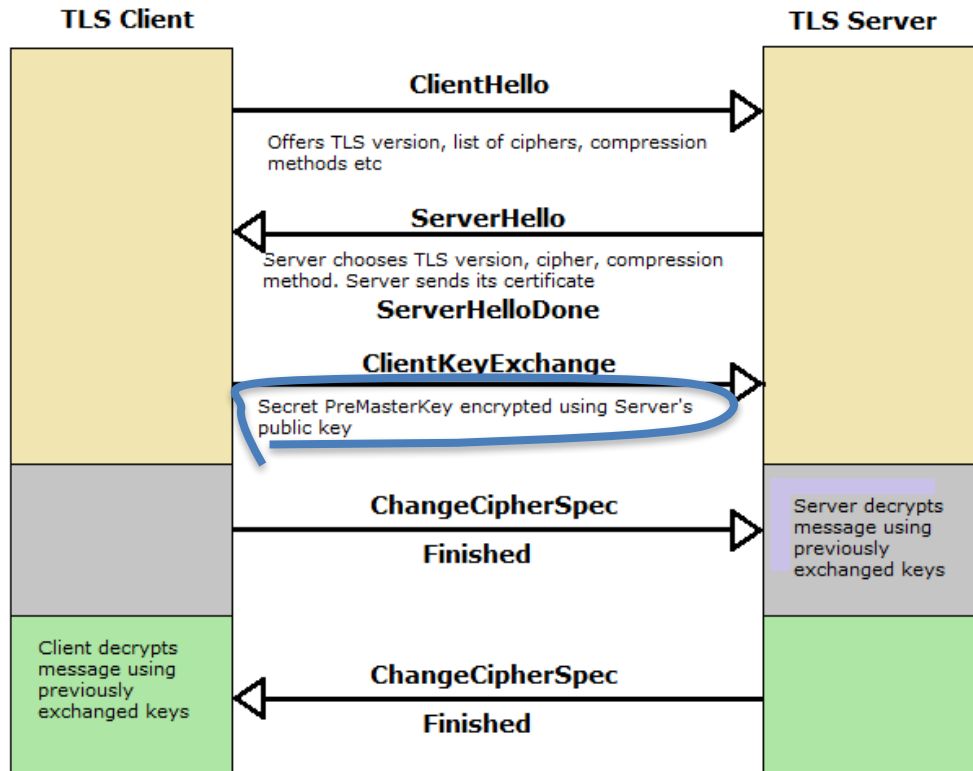 TLS Client
TLS Server
ClientHello
Offers TLS version, list of ciphers, compression
methods etc
ServerHello
Server chooses TLS version, cipher, compression
method. Server sends its certificate
ServerHelloDone
ClientKeyExchange
Secret PreMasterKey encrypted using Server's
public key
ChangeCipherSpec
Finished
Server decrypts
message using
previously
exchanged keys
Client decrypts
message using
previously
exchanged keys
ChangeCipherSpec
Finished